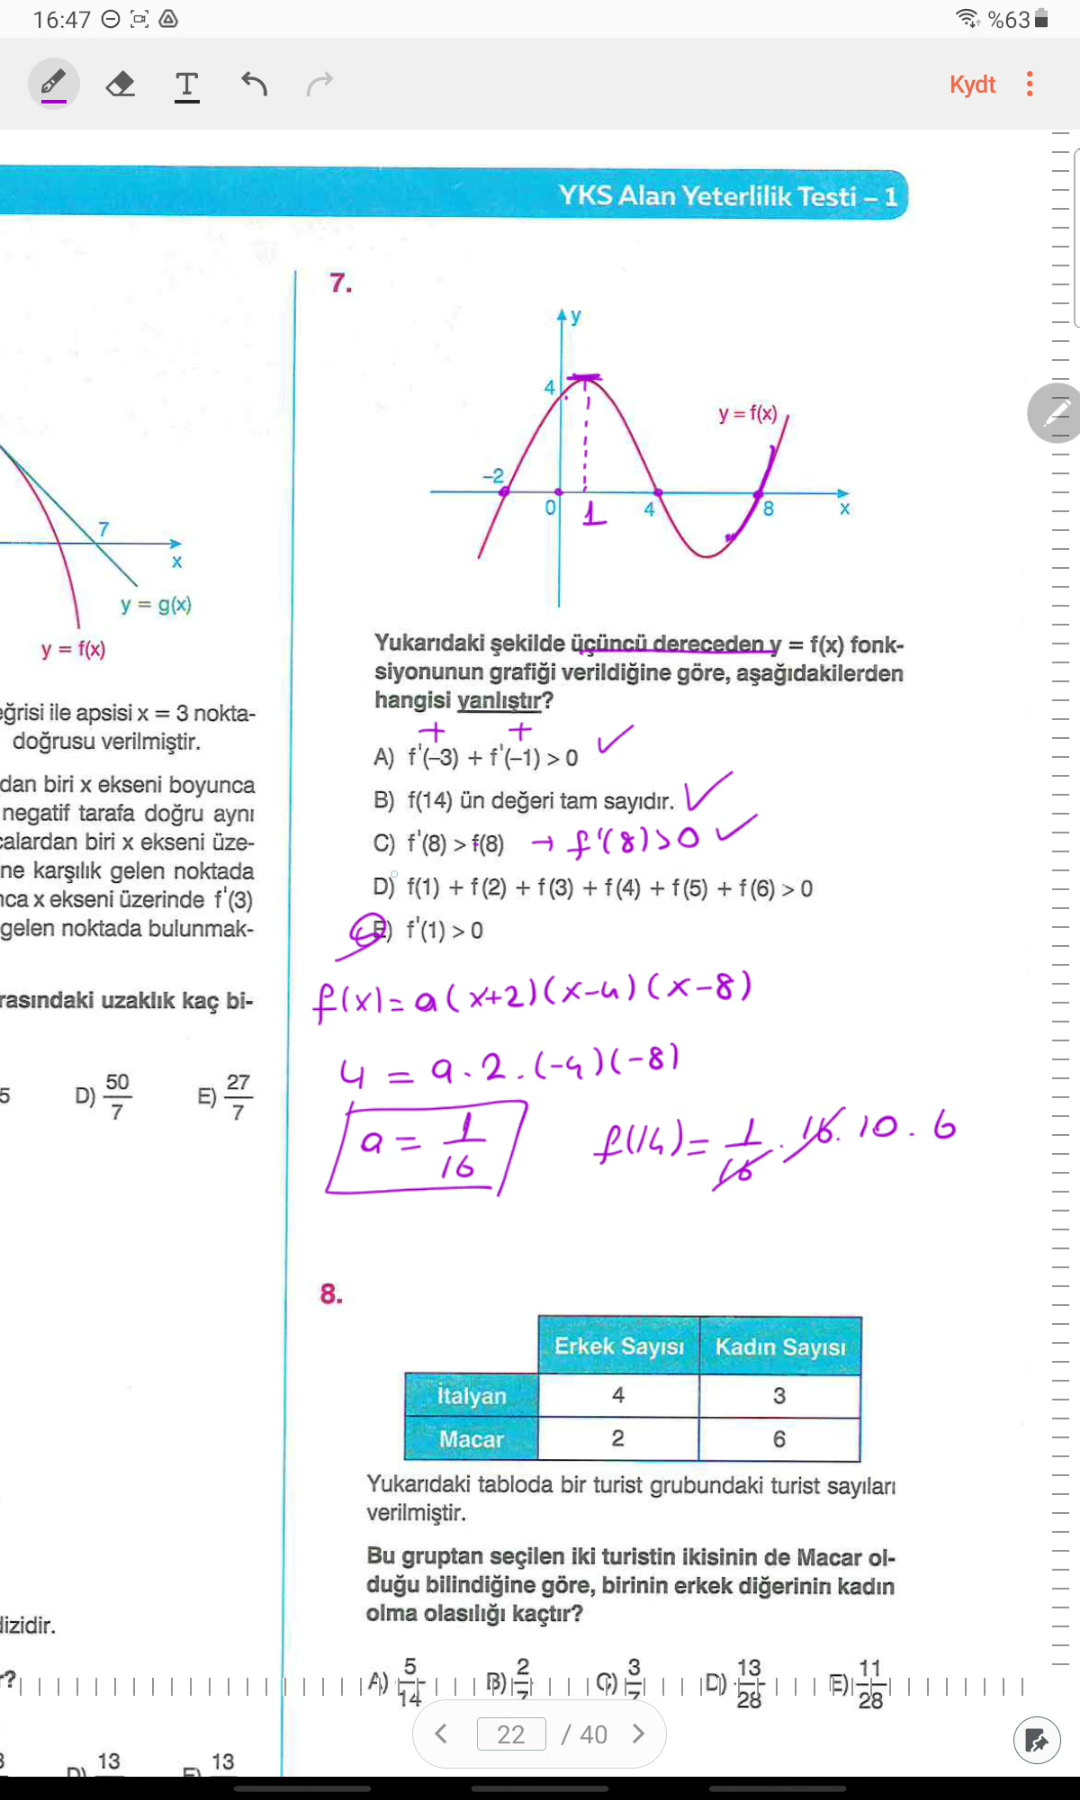 16:47
%63
T
Kydt
YKS Alan Yeterlilik Testi – 1
7
x
y = g(x)
y = f(x)
eğrisi ile apsisi x = 3 nokta-
doğrusu verilmiştir.
dan biri x ekseni boyunca
negatif tarafa doğru aynı
çalardan biri x ekseni üze-
ne karşılık gelen noktada
nca x ekseni üzerinde f'(3)
gelen noktada bulunmak-
rasındaki uzaklık kaç bi-
5 D) 50/7 E) 27/7
dizidir.
r?
13
D)
13
E)
7.
y
4
y = f(x)
-2
0
1
4
8
x
Yukarıdaki şekilde üçüncü dereceden y = f(x) fonk-
siyonunun grafiği verildiğine göre, aşağıdakilerden
hangisi yanlıştır?
+ +
A) f'(–3) + f'(–1) > 0
B) f(14) ün değeri tam sayıdır.
C) f'(8) > f(8) → f'(8)>0
D) f(1) + f(2) + f(3) + f(4) + f(5) + f(6) > 0
E) f'(1) > 0
f(x)=a(x+2)(x-4)(x-8)
4 = a.2.(-4)(-8)
a = 1/16 f(14)= 1/16 . 16. 10 . 6
8.
Erkek Sayısı Kadın Sayısı
İtalyan 4 3
Macar 2 6
Yukarıdaki tabloda bir turist grubundaki turist sayıları
verilmiştir.
Bu gruptan seçilen iki turistin ikisinin de Macar ol-
duğu bilindiğine göre, birinin erkek diğerinin kadın
olma olasılığı kaçtır?
A) 5/14 B) 2/7 C) 3/7 D) 13/28 E) 11/28
22 / 40